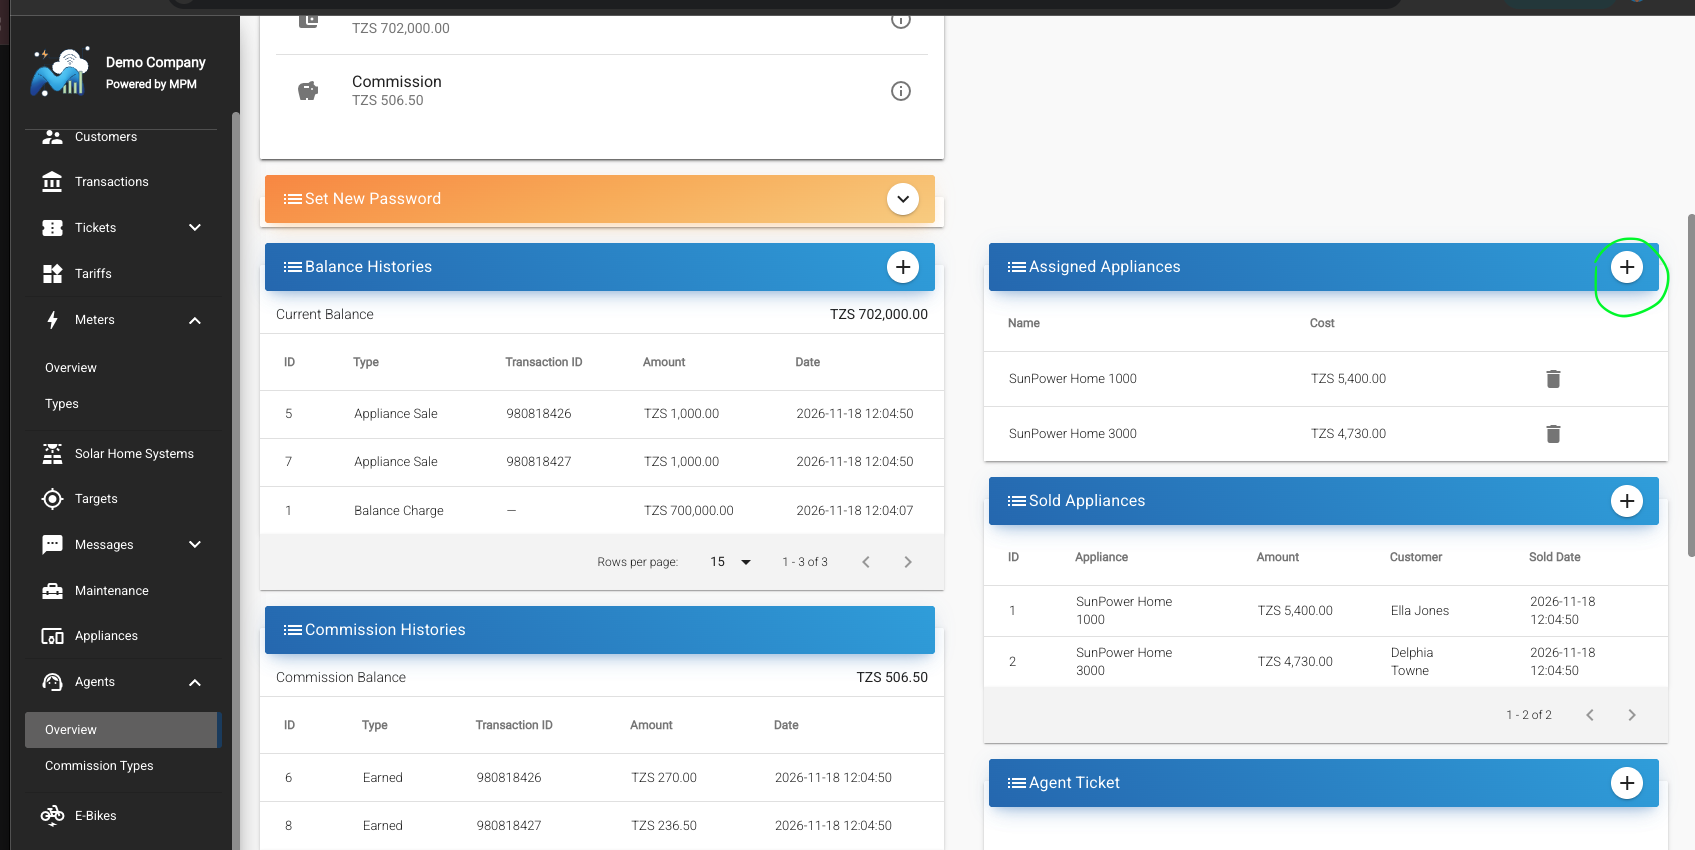 Demo Company
Powered by MPM
Customers
Transactions
Tickets
Tariffs
Meters
Overview
Types
Solar Home Systems
Targets
Messages
Maintenance
Appliances
Agents
Overview
Commission Types
E-Bikes
TZS 702,000.00
Commission
TZS 506.50
Set New Password
Balance Histories
Current Balance TZS 702,000.00
ID Type Transaction ID Amount Date
5 Appliance Sale 980818426 TZS 1,000.00 2026-11-18 12:04:50
7 Appliance Sale 980818427 TZS 1,000.00 2026-11-18 12:04:50
1 Balance Charge — TZS 700,000.00 2026-11-18 12:04:07
Rows per page: 15 1 - 3 of 3
Commission Histories
Commission Balance TZS 506.50
ID Type Transaction ID Amount Date
6 Earned 980818426 TZS 270.00 2026-11-18 12:04:50
8 Earned 980818427 TZS 236.50 2026-11-18 12:04:50
Assigned Appliances
Name Cost
SunPower Home 1000 TZS 5,400.00
SunPower Home 3000 TZS 4,730.00
Sold Appliances
ID Appliance Amount Customer Sold Date
1 SunPower Home 1000 TZS 5,400.00 Ella Jones 2026-11-18 12:04:50
2 SunPower Home 3000 TZS 4,730.00 Delphia Towne 2026-11-18 12:04:50
1 - 2 of 2
Agent Ticket